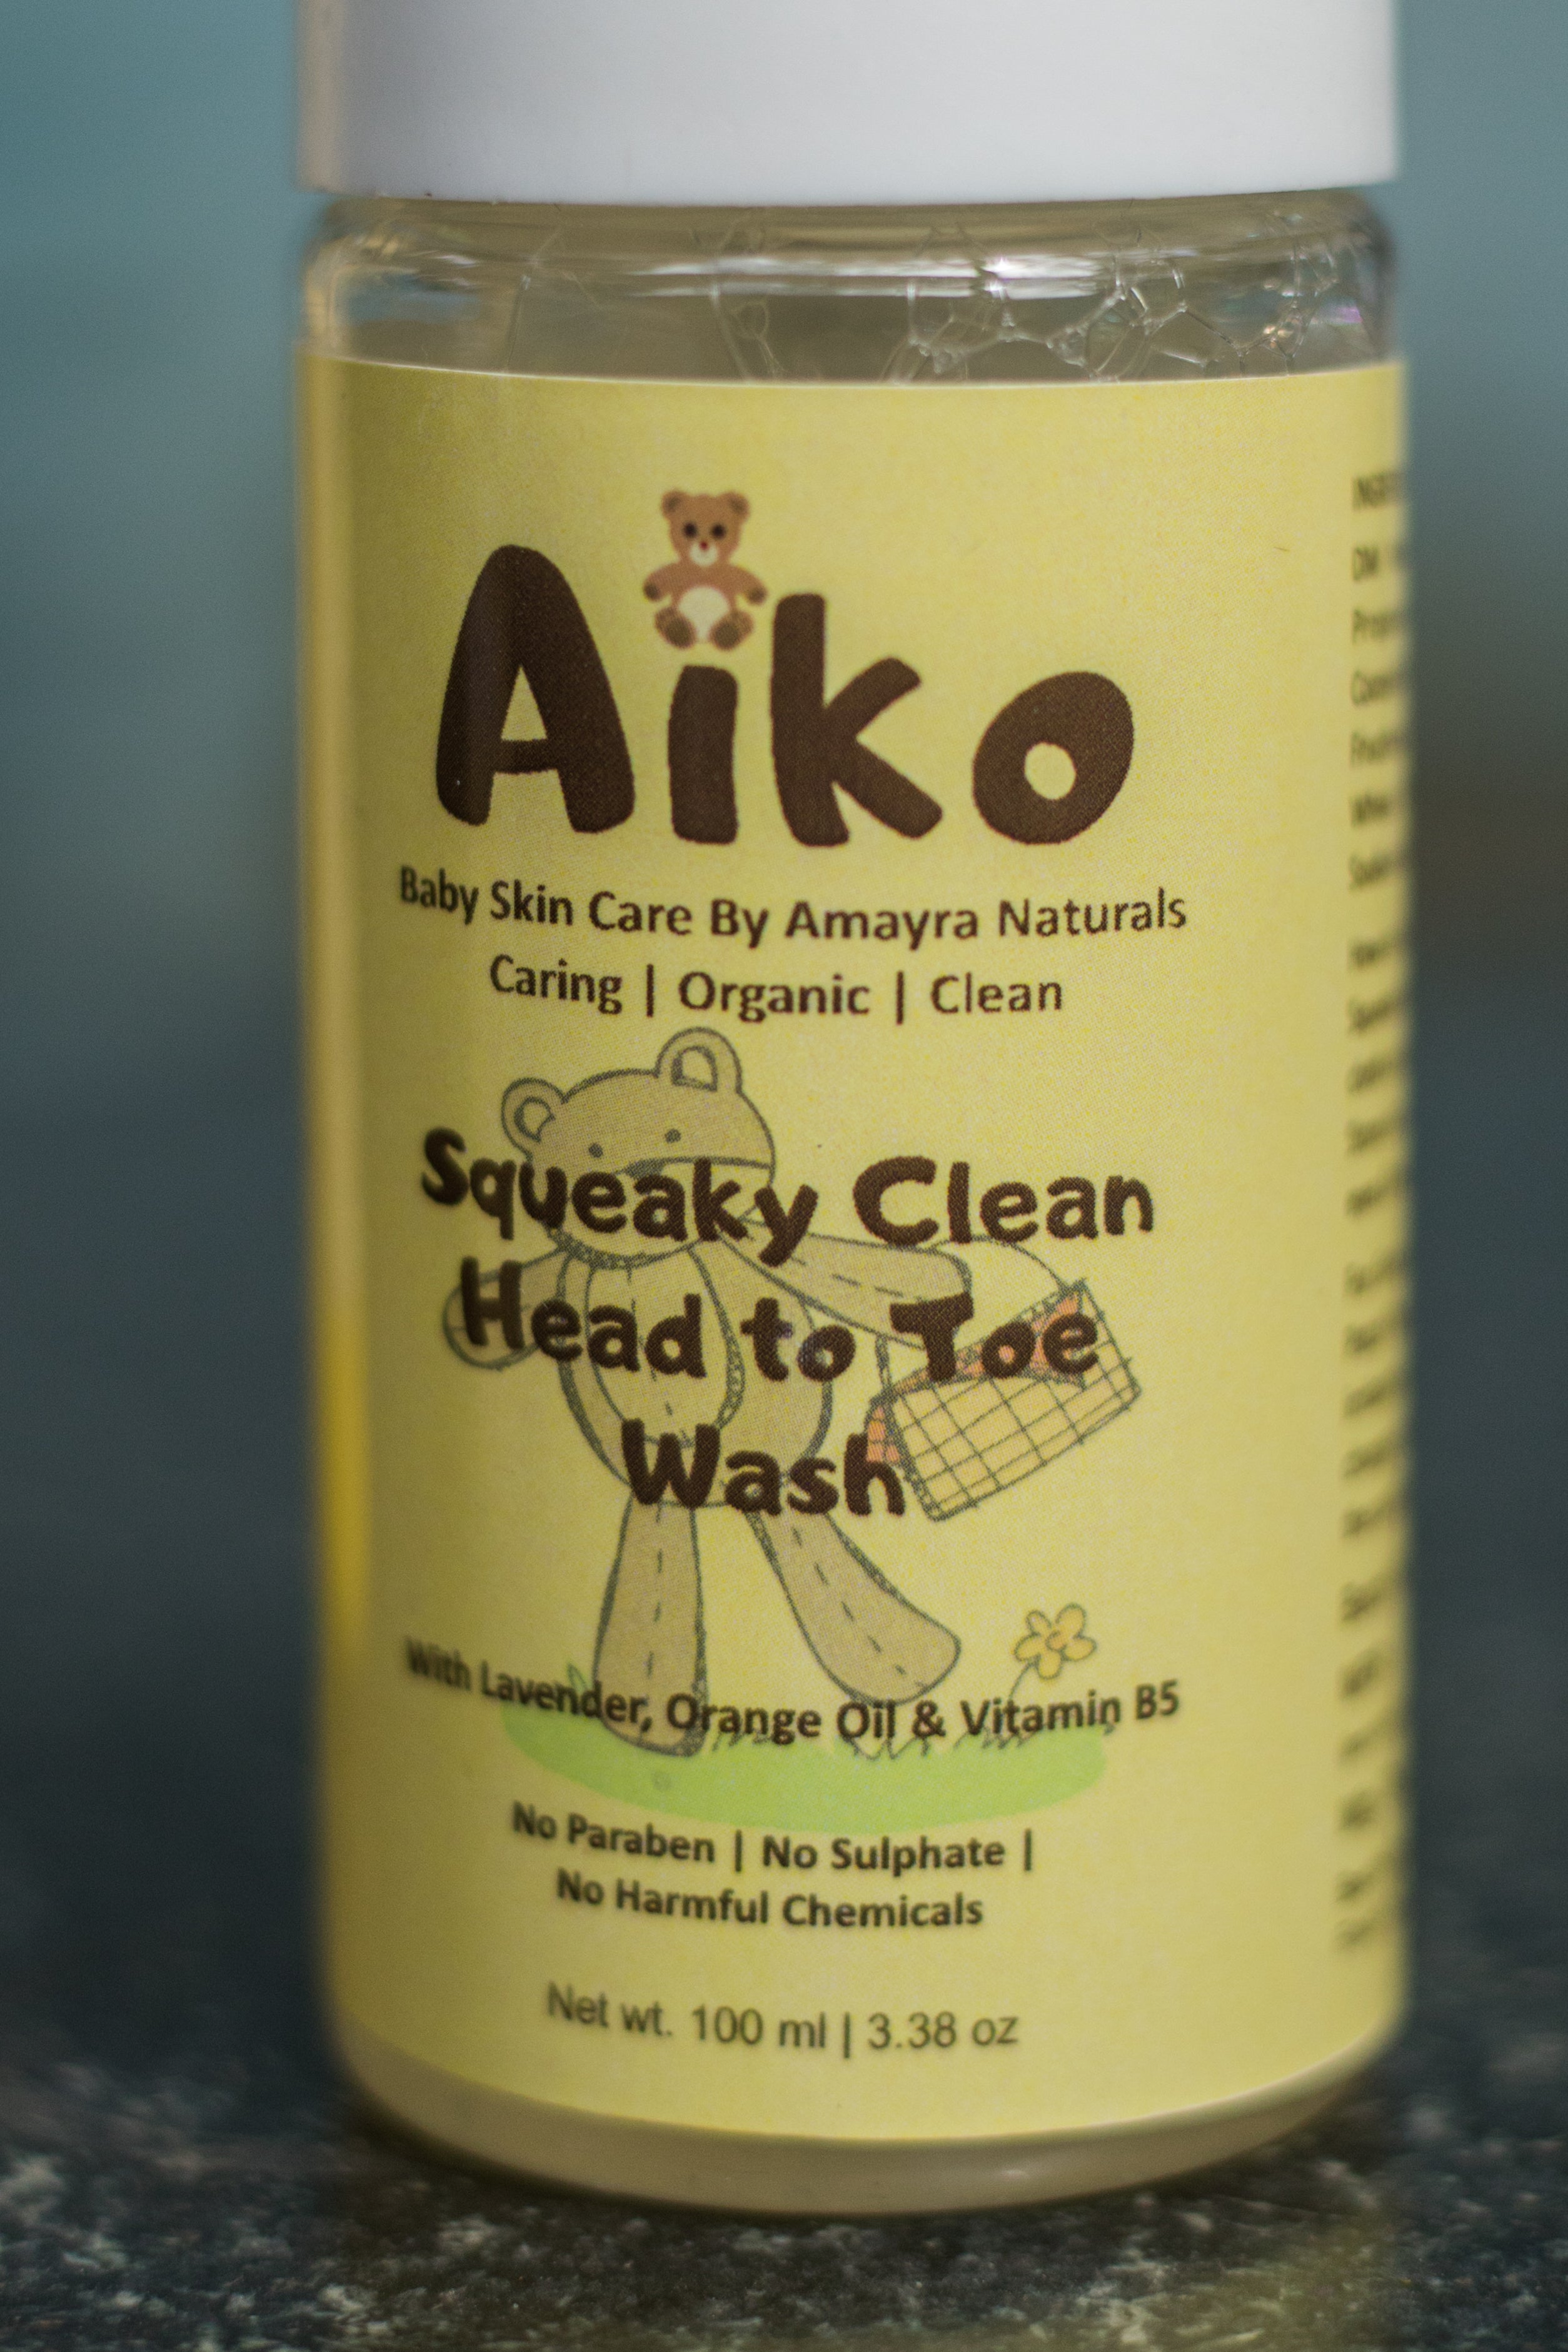 Aiko
Baby Skin Care By Amayra Naturals
Caring | Organic | Clean
Squeaky Clean
Head to Toe
Wash
With Lavender, Orange Oil & Vitamin B5
No Paraben | No Sulphate |
No Harmful Chemicals
Net wt. 100 ml | 3.38 oz